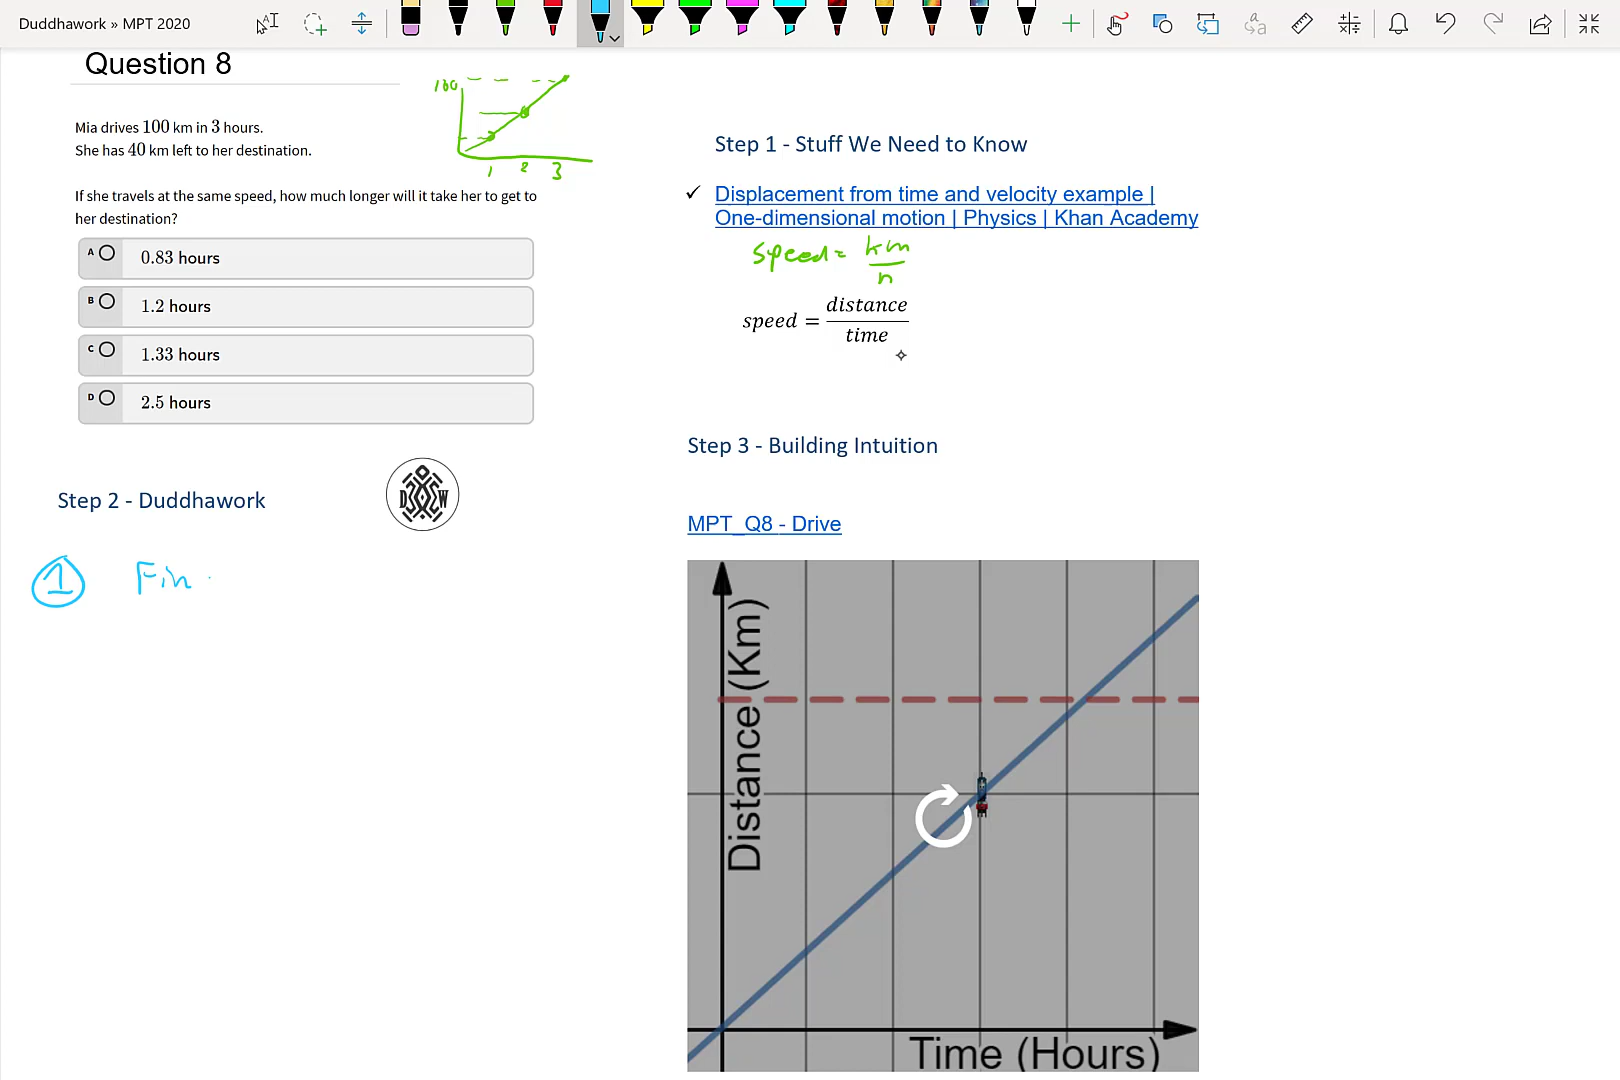 Duddhawork » MPT 2020
Question 8
100
1 2 3
Mia drives 100 km in 3 hours.
She has 40 km left to her destination.
If she travels at the same speed, how much longer will it take her to get to
her destination?
A 0.83 hours
B 1.2 hours
C 1.33 hours
D 2.5 hours
Step 2 - Duddhawork
D W
1 Fin
Step 1 - Stuff We Need to Know
✓ Displacement from time and velocity example |
One-dimensional motion | Physics | Khan Academy
Speed = km
h
speed = distance
time
Step 3 - Building Intuition
MPT_Q8 - Drive
Distance (Km)
Time (Hours)